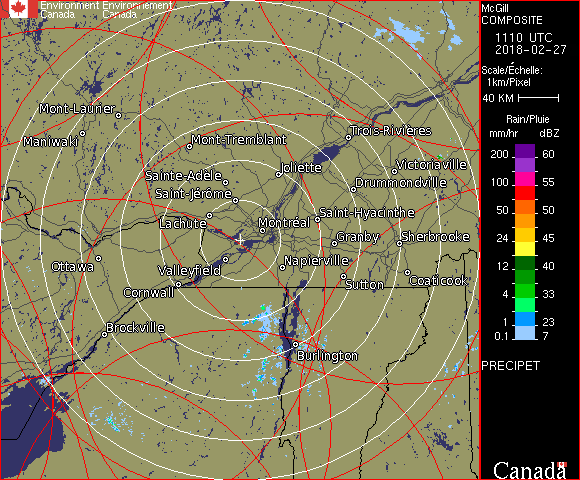 Environment Environnement
Canada Canada
McGill
COMPOSITE
1110 UTC
2018-02-27
Scale/Échelle:
1km/Pixel
40 KM
Rain/Pluie
mm/hr dBZ
200 60
100 55
50 50
24 45
12 40
4 33
1 23
0.1 7
PRECIPET
Canada
Mont-Laurier
Maniwaki
Mont-Tremblant
Trois-Rivières
Joliette
Victoriaville
Sainte-Adèle
Drummondville
Saint-Jérôme
Lachute
Saint-Hyacinthe
Montréal
Granby
Sherbrooke
Ottawa
Valleyfield
Napierville
Cornwall
Sutton
Coaticook
Brockville
Burlington